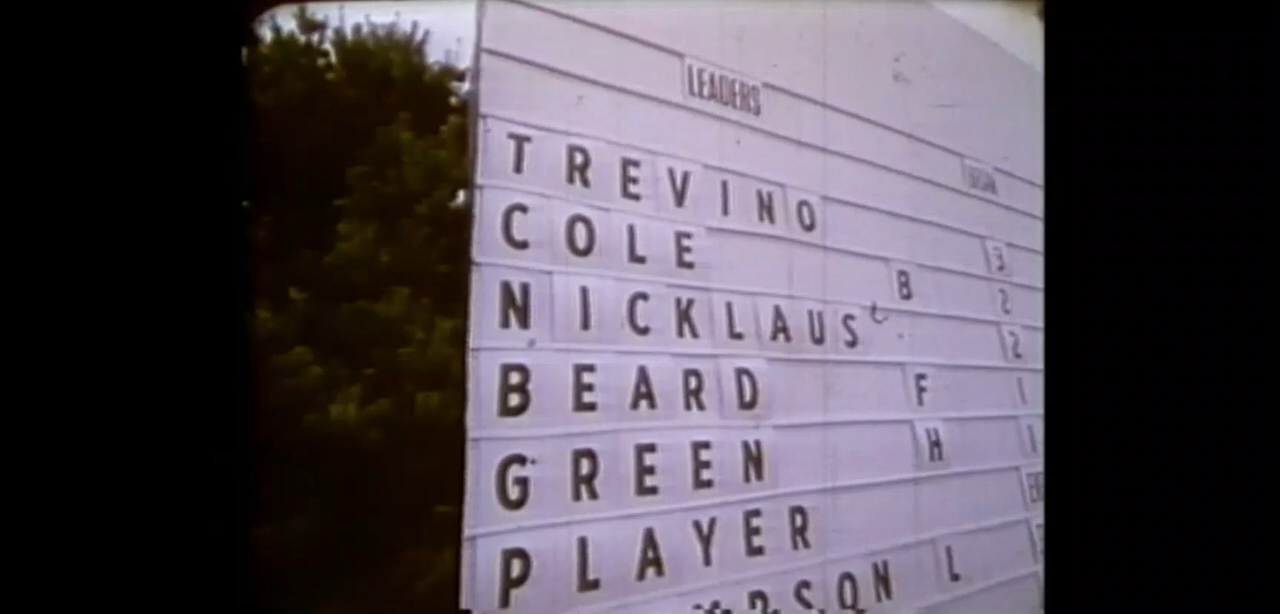 LEADERS
TREVINO 3
COLE B 2
NICKLAUS 2
BEARD F 1
GREEN H 1
PLAYER
L